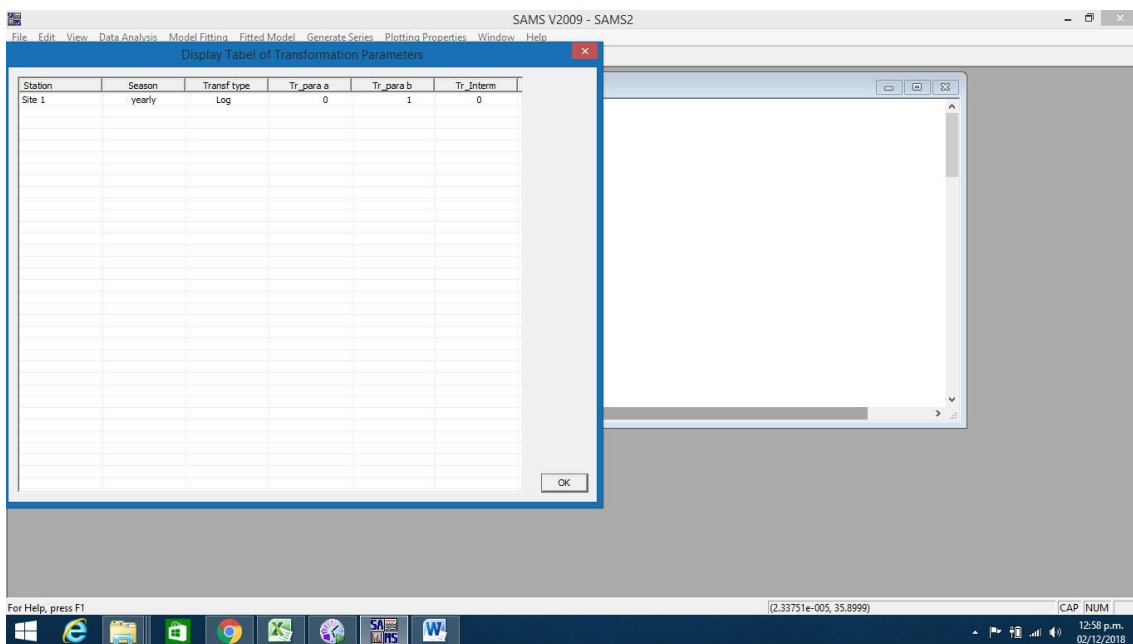 SAMS V2009 - SAMS2
File Edit View Data Analysis Model Fitting Fitted Model Generate Series Plotting Properties Window Help
Display Tabel of Transformation Parameters
Station Season Transf type Tr_para a Tr_para b Tr_Interm
Site 1 yearly Log 0 1 0
OK
For Help, press F1
(2.33751e-005, 35.8999)
CAP NUM
SA
MS
12:58 p.m.
02/12/2018